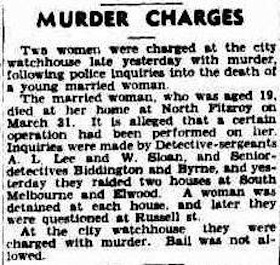 MURDER CHARGES
Two women were charged at the city
watchhouse late yesterday with murder,
following police inquiries into the death of
a young married woman.
The married woman, who was aged 19,
died at her home at North Fitzroy on
March 31. It is alleged that a certain
operation had been performed on her.
Inquiries were made by Detective-sergeants
A. L. Lee and W. Sloan, and Senior-
detectives Biddington and Byrne, and yes-
terday they raided two houses at South
Melbourne and Elwood. A woman was
detained at each house, and later they
were questioned at Russell st.
At the city watchhouse they were
charged with murder. Bail was not al-
lowed.